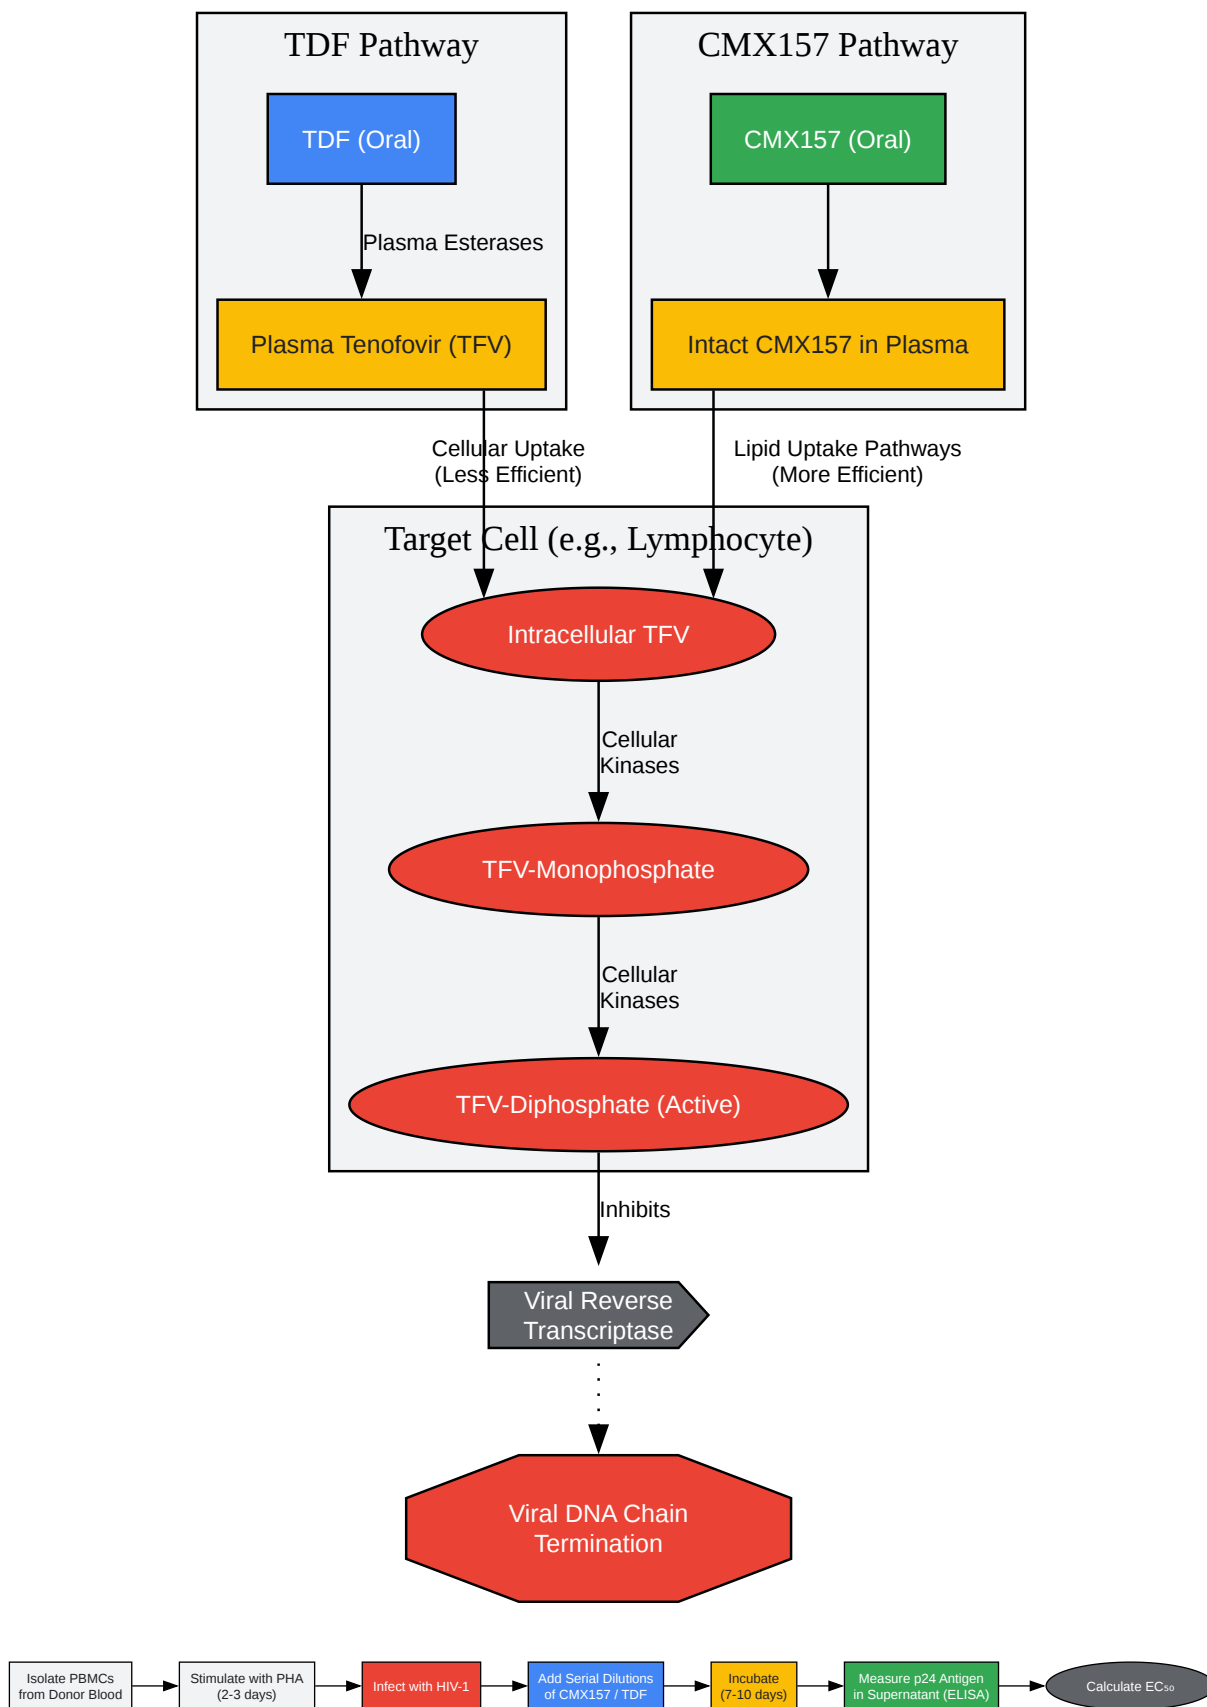 TDF Pathway
CMX157 Pathway
TDF (Oral)
CMX157 (Oral)
Plasma Esterases
Plasma Tenofovir (TFV)
Intact CMX157 in Plasma
Cellular Uptake
(Less Efficient)
Lipid Uptake Pathways
(More Efficient)
Target Cell (e.g., Lymphocyte)
Intracellular TFV
Cellular
Kinases
TFV-Monophosphate
Cellular
Kinases
TFV-Diphosphate (Active)
Inhibits
Viral Reverse
Transcriptase
Viral DNA Chain
Termination
Isolate PBMCs
from Donor Blood
Stimulate with PHA
(2-3 days)
Infect with HIV-1
Add Serial Dilutions
of CMX157 / TDF
Incubate
(7-10 days)
Measure p24 Antigen
in Supernatant (ELISA)
Calculate EC₅₀